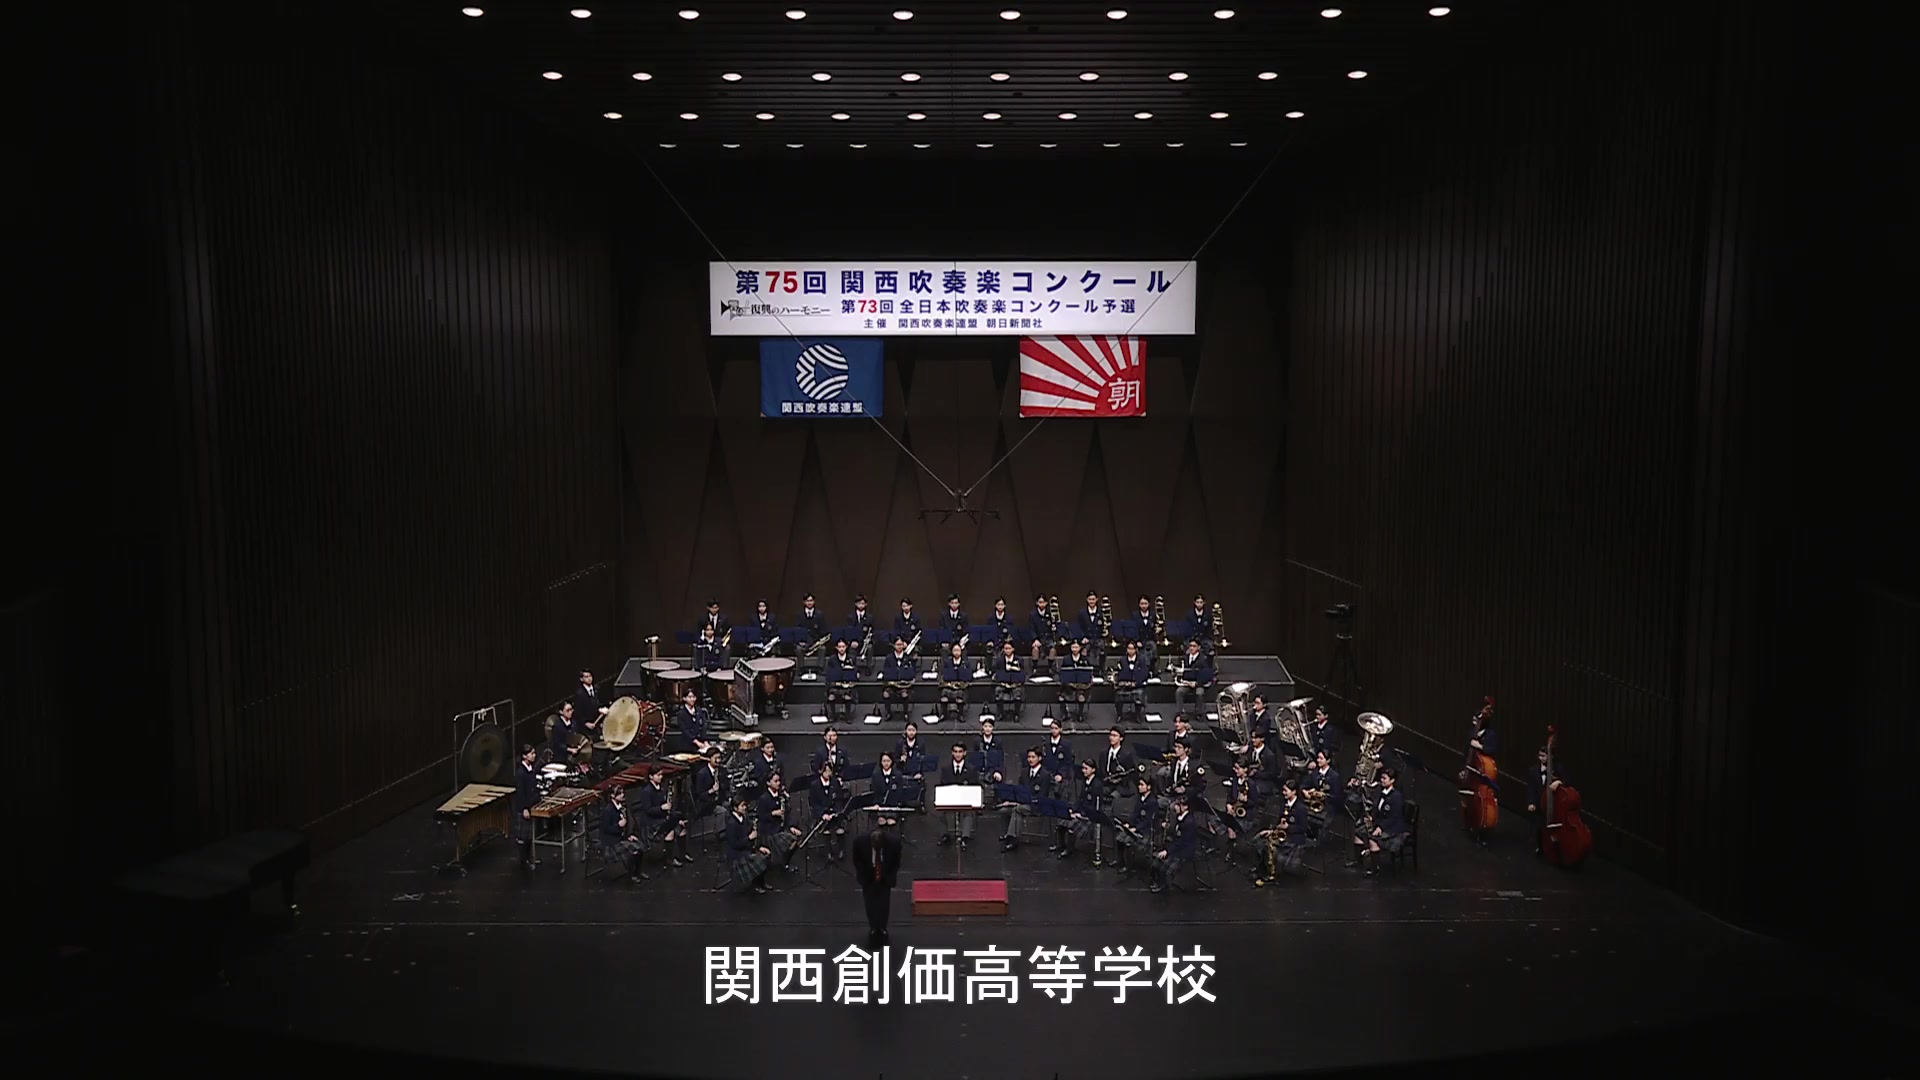 第75回 関西吹奏楽コンクール
復興のハーモニー 第73回 全日本吹奏楽コンクール予選
主催 関西吹奏楽連盟 朝日新聞社
関西吹奏楽連盟
朝
関西創価高等学校